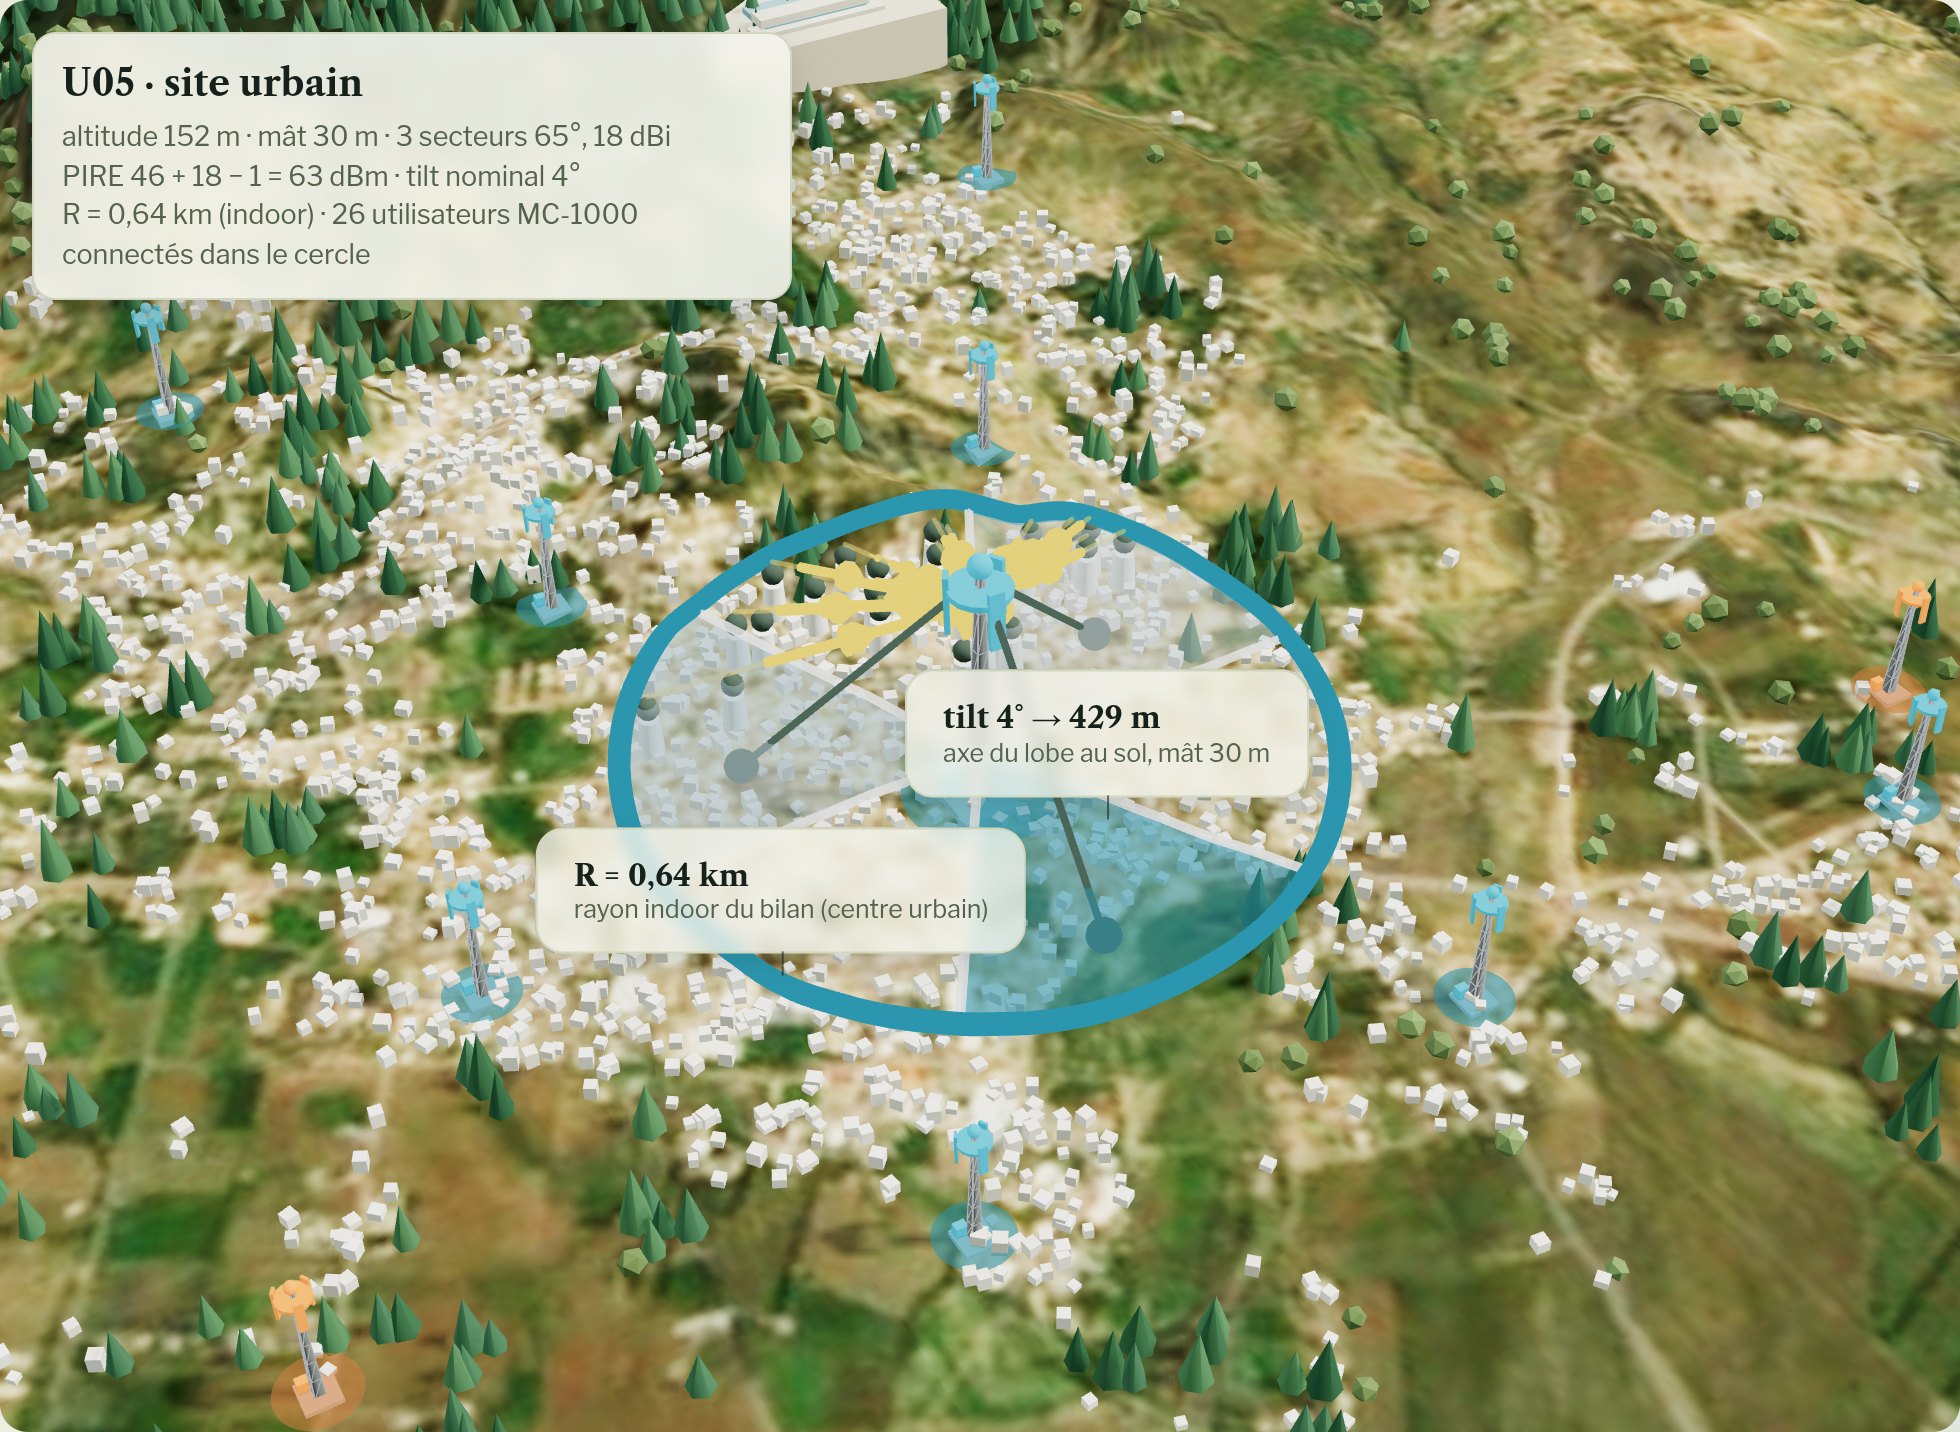 U05 · site urbain
altitude 152 m · mât 30 m · 3 secteurs 65°, 18 dBi
PIRE 46 + 18 − 1 = 63 dBm · tilt nominal 4°
R = 0,64 km (indoor) · 26 utilisateurs MC-1000
connectés dans le cercle
tilt 4° → 429 m
axe du lobe au sol, mât 30 m
R = 0,64 km
rayon indoor du bilan (centre urbain)